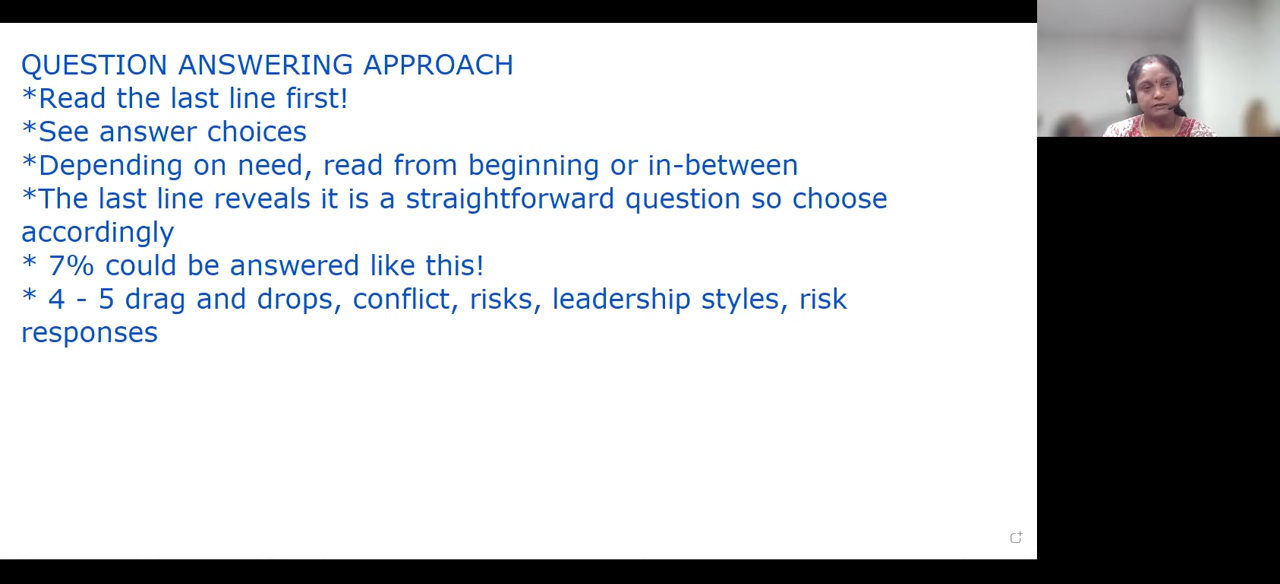 QUESTION ANSWERING APPROACH
*Read the last line first!
*See answer choices
*Depending on need, read from beginning or in-between
*The last line reveals it is a straightforward question so choose
accordingly
* 7% could be answered like this!
* 4 - 5 drag and drops, conflict, risks, leadership styles, risk
responses